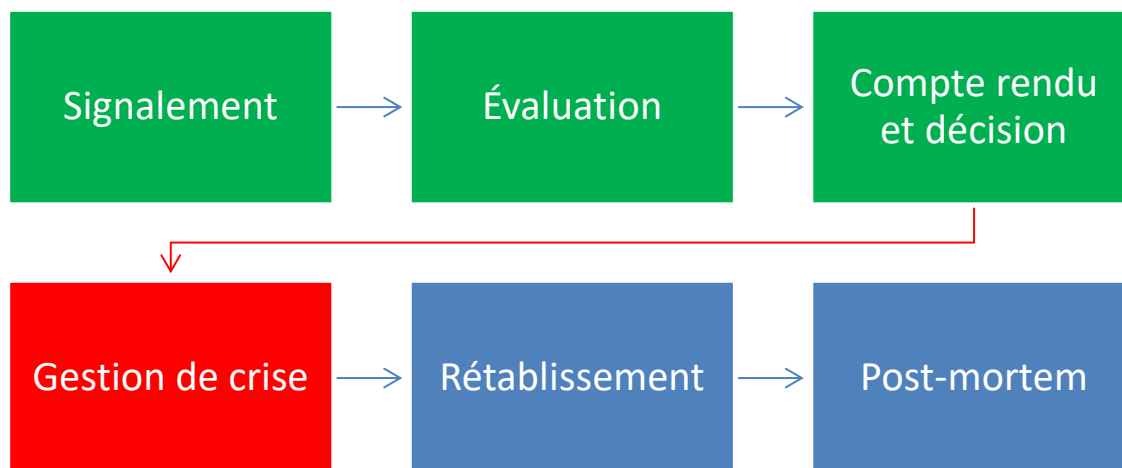 Signalement
Évaluation
Compte rendu
et décision
Gestion de crise
Rétablissement
Post-mortem